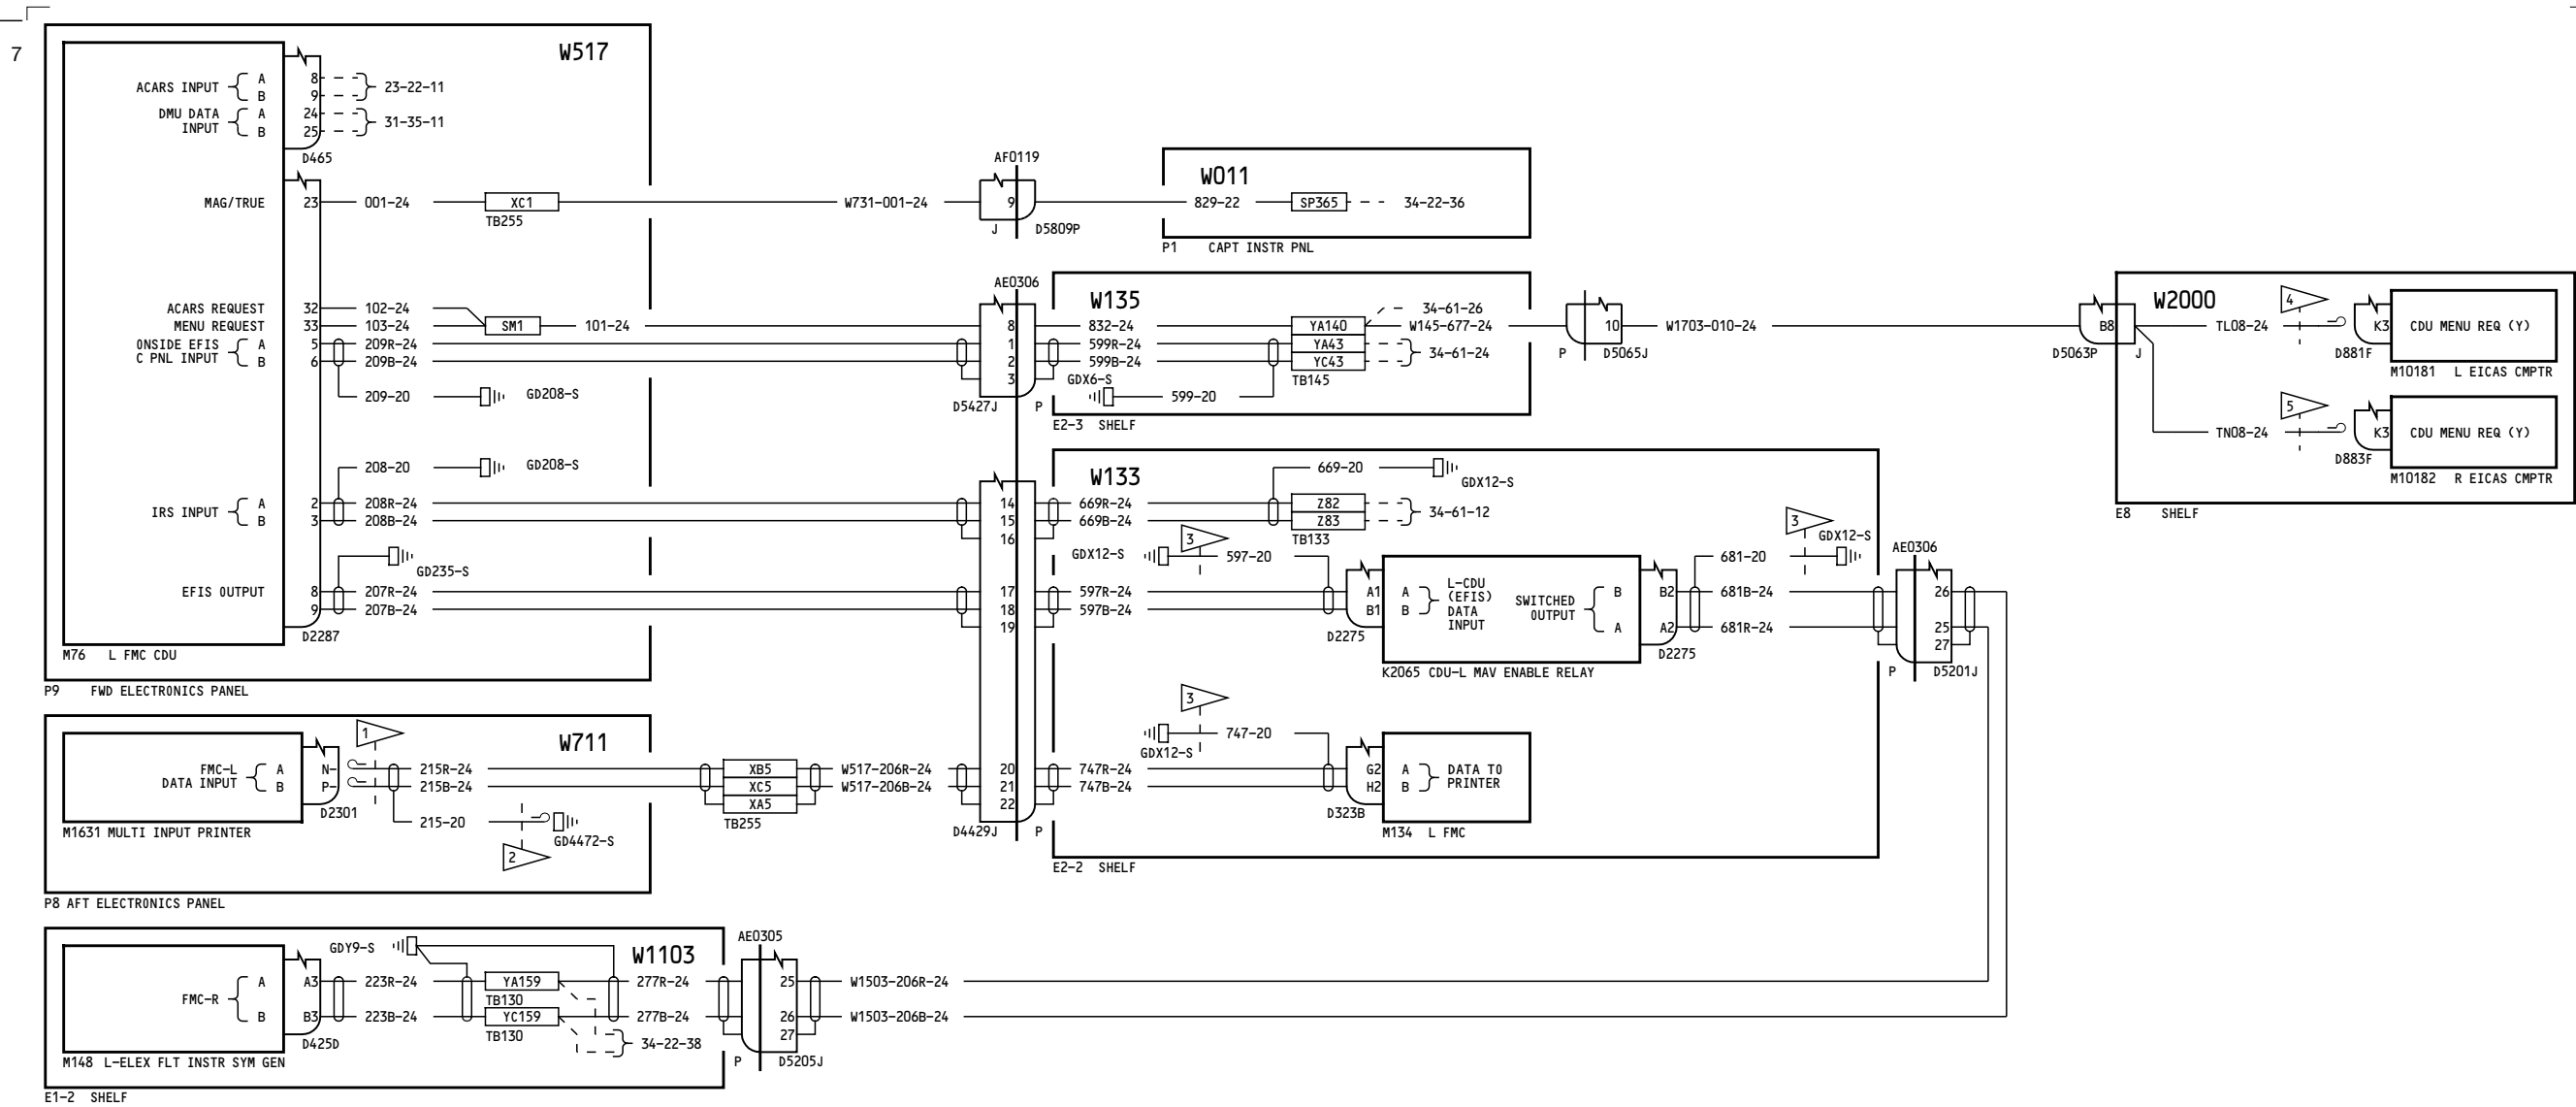 7
W517
ACARS INPUT A 8 23-22-11
B 9
DMU DATA INPUT A 24 31-35-11
B 25
D465
MAG/TRUE 23 001-24 XC1 W731-001-24 9 829-22 SP365 34-22-36
TB255
AF0119
J D5809P
W011
P1 CAPT INSTR PNL
ACARS REQUEST 32 102-24
MENU REQUEST 33 103-24 SM1 101-24 8 832-24 YA140 W145-677-24 10 W1703-010-24 B8 TL08-24 K3 CDU MENU REQ (Y)
34-61-26
ONSIDE EFIS C PNL INPUT A 5 209R-24 1 599R-24 YA43 34-61-24
B 6 209B-24 2 599B-24 YC43
3
TB145
209-20 GD208-S
AE0306
W135
GDX6-S
599-20
D5427J P
E2-3 SHELF
P D5065J
D5063P J
W2000
4
D881F
M10181 L EICAS CMPTR
5
TN08-24 K3 CDU MENU REQ (Y)
D883F
M10182 R EICAS CMPTR
E8 SHELF
208-20 GD208-S
IRS INPUT A 2 208R-24 14 669R-24 Z82 34-61-12
B 3 208B-24 15 669B-24 Z83
16
TB133
W133
669-20 GDX12-S
GD235-S
EFIS OUTPUT 8 207R-24 17 597R-24 A1 A
9 207B-24 18 597B-24 B1 B
19
D2287
M76 L FMC CDU
P9 FWD ELECTRONICS PANEL
3
GDX12-S 597-20
L-CDU
(EFIS)
DATA
INPUT
SWITCHED OUTPUT
D2275
K2065 CDU-L MAV ENABLE RELAY
B B2 681B-24 26
A A2 681R-24 25
27
D2275
681-20
3
GDX12-S
AE0306
P D5201J
W711
1
FMC-L DATA INPUT A N 215R-24 XB5 W517-206R-24 20 747R-24 G2 A DATA TO
B P 215B-24 XC5 W517-206B-24 21 747B-24 H2 B PRINTER
XA5 22
D2301
215-20
GD4472-S
2
TB255
D4429J P
M1631 MULTI INPUT PRINTER
P8 AFT ELECTRONICS PANEL
3
GDX12-S 747-20
D323B
M134 L FMC
E2-2 SHELF
GDY9-S
W1103
AE0305
FMC-R A A3 223R-24 YA159 277R-24 25 W1503-206R-24
TB130
B B3 223B-24 YC159 277B-24 26 W1503-206B-24
TB130
27
34-22-38
D425D
P D5205J
M148 L-ELEX FLT INSTR SYM GEN
E1-2 SHELF